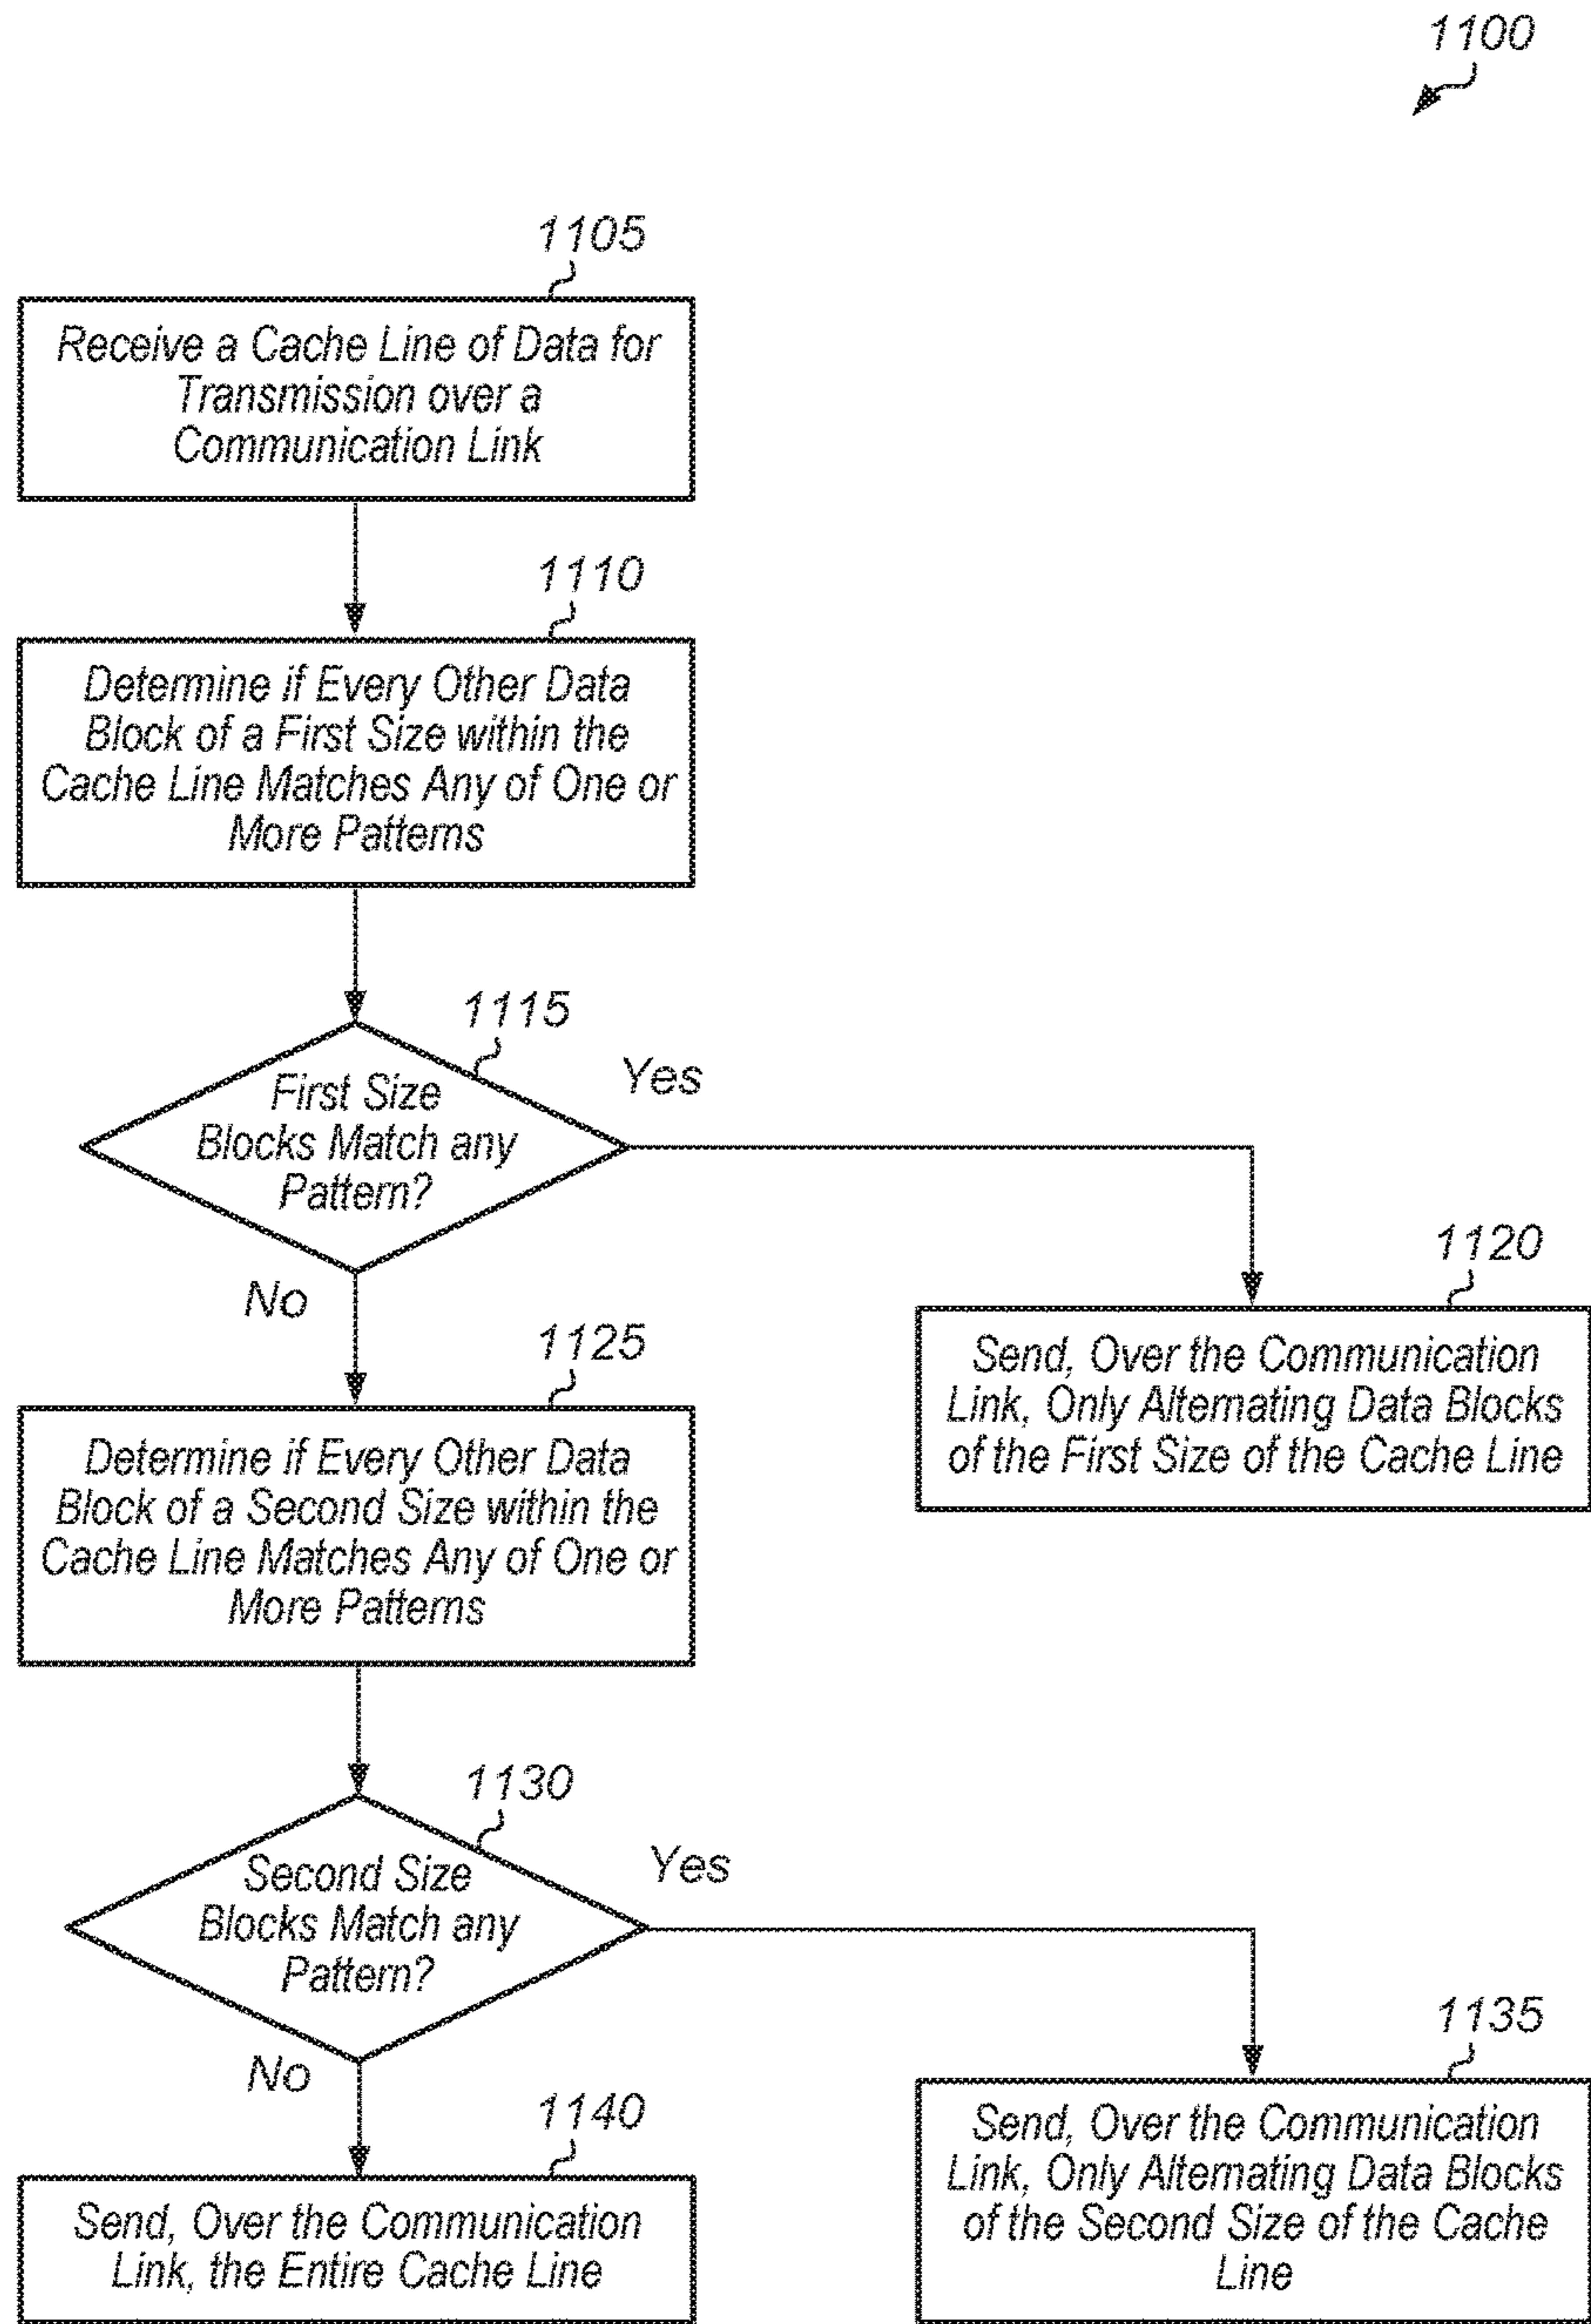 1100
1105
Receive a Cache Line of Data for
Transmission over a
Communication Link
1110
Determine if Every Other Data
Block of a First Size within the
Cache Line Matches Any of One or
More Patterns
1115
First Size
Blocks Match any
Pattern?
Yes
No
1120
Send, Over the Communication
Link, Only Alternating Data Blocks
of the First Size of the Cache Line
1125
Determine if Every Other Data
Block of a Second Size within the
Cache Line Matches Any of One or
More Patterns
1130
Second Size
Blocks Match any
Pattern?
Yes
No
1135
Send, Over the Communication
Link, Only Alternating Data Blocks
of the Second Size of the Cache
Line
1140
Send, Over the Communication
Link, the Entire Cache Line